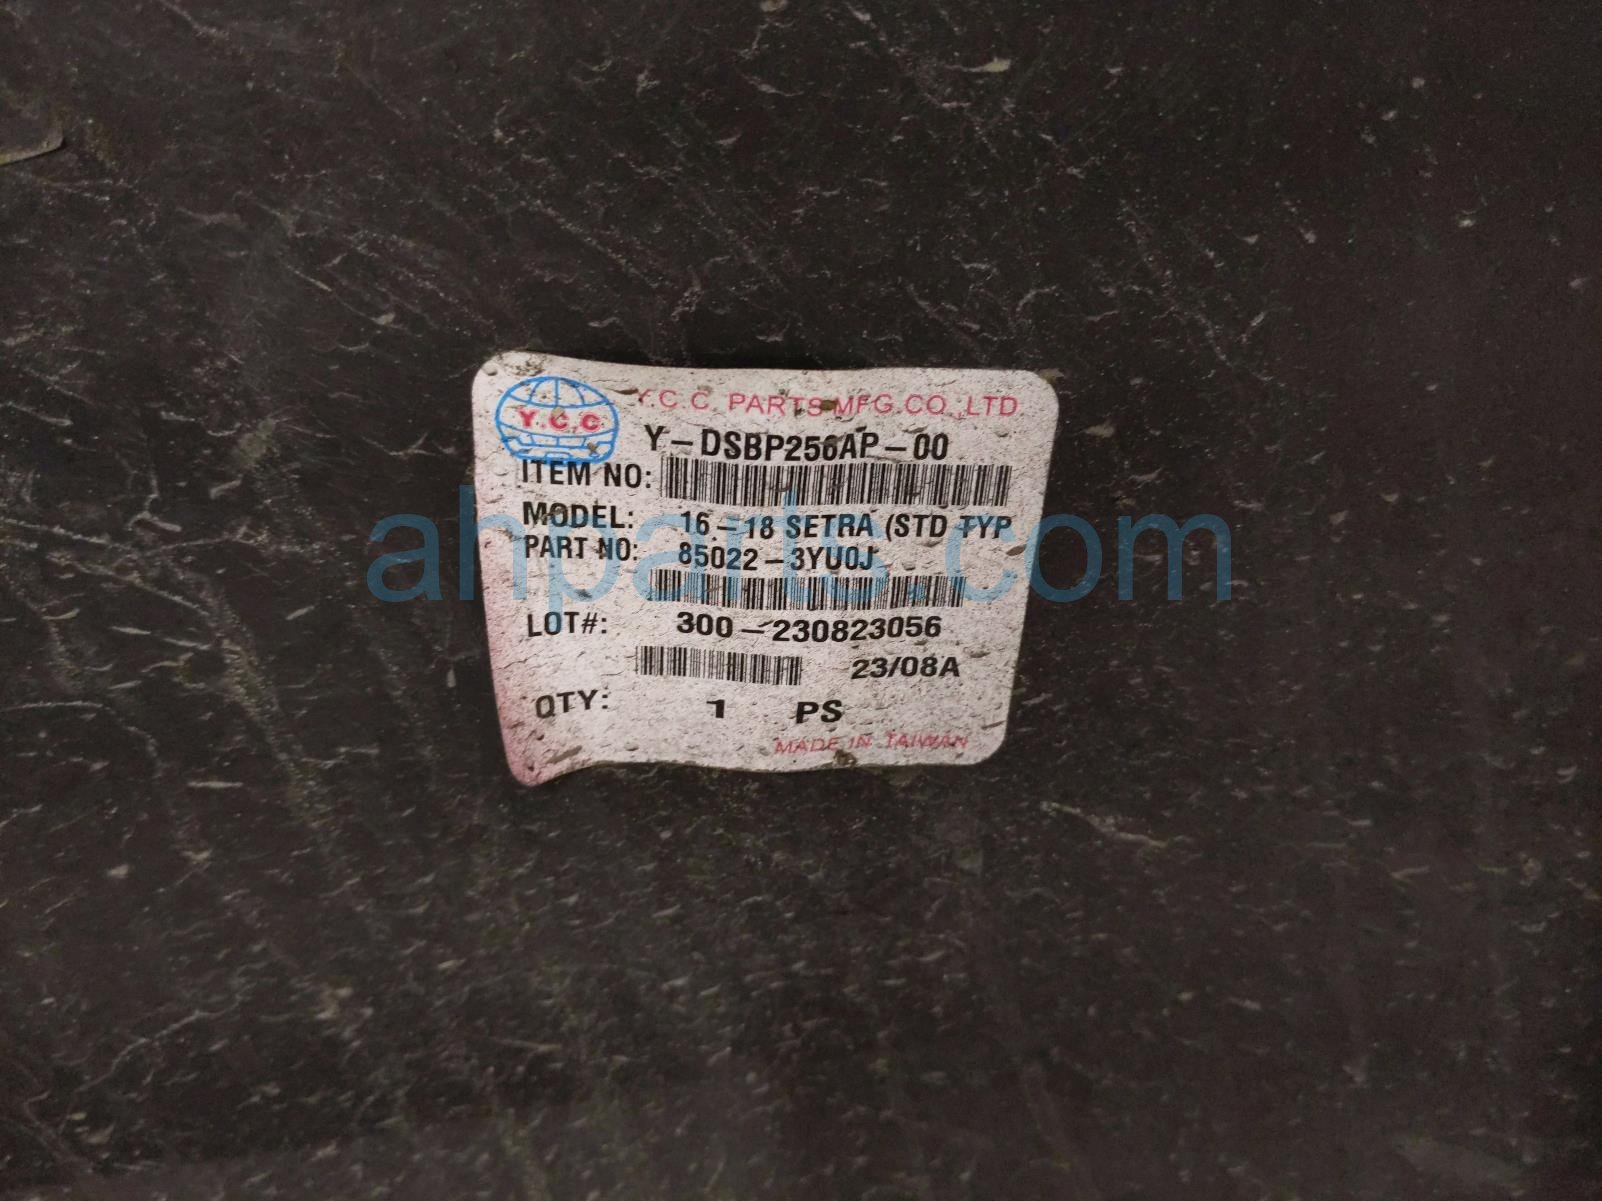 Y.C.C. PARTS MFG.CO.,LTD.
Y.C.C
Y-DSBP256AP-00
ITEM NO:
MODEL: 16-18 SETRA (STD TYP
PART NO: 85022-3YU0J
LOT#: 300-230823056
23/08A
QTY: 1 PS
MADE IN TAIWAN
ahparts.com